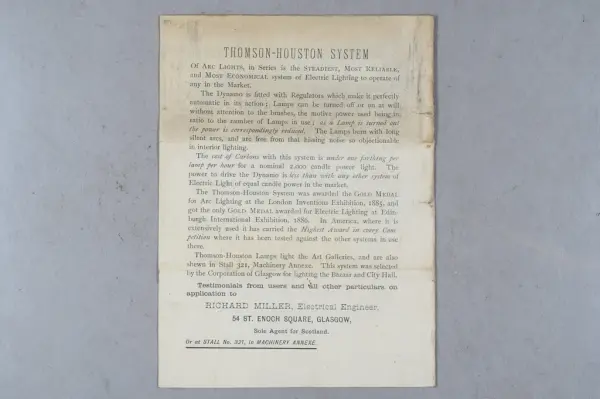 THOMSON-HOUSTON SYSTEM
Of Arc Lights, in Series is the Steadiest, Most Reliable,
and Most Economical system of Electric Lighting to operate of
any in the Market.
The Dynamo is fitted with Regulators which make it perfectly
automatic in its action; Lamps can be turned off or on at will
without attention to the brushes, the motive power used being in
ratio to the number of Lamps in use; as a Lamp is turned out
the power is correspondingly reduced. The Lamps burn with long
silent arcs, and are free from that hissing noise so objectionable
in interior lighting.
The cost of Carbons with this system is under one farthing per
lamp per hour for a nominal 2,000 candle power light. The
power to drive the Dynamo is less than with any other system of
Electric Light of equal candle power in the market.
The Thomson-Houston System was awarded the Gold Medal
for Arc Lighting at the London Inventions Exhibition, 1885, and
got the only Gold Medal awarded for Electric Lighting at Edin-
burgh International Exhibition, 1886. In America, where it is
extensively used it has carried the Highest Award in every Com-
petition where it has been tested against the other systems in use
there.
Thomson-Houston Lamps light the Art Galleries, and are also
shown in Stall 321, Machinery Annexe. This system was selected
by the Corporation of Glasgow for lighting the Bazaar and City Hall.
Testimonials from users and all other particulars on
application to
RICHARD MILLER, Electrical Engineer,
54 ST. ENOCH SQUARE, GLASGOW,
Sole Agent for Scotland.
Or at STALL No. 321, in MACHINERY ANNEXE.